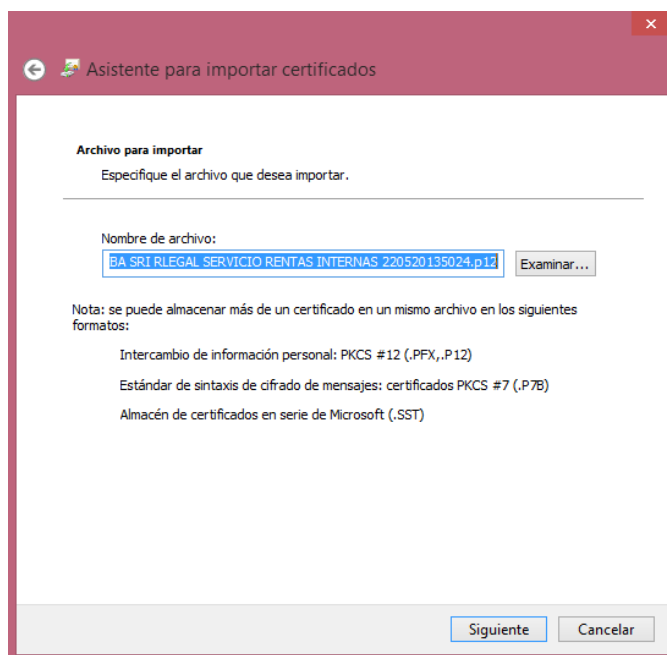 Asistente para importar certificados
Archivo para importar
Especifique el archivo que desea importar.
Nombre de archivo:
BA SRI RLEGAL SERVICIO RENTAS INTERNAS 220520135024.p12
Examinar...
Nota: se puede almacenar más de un certificado en un mismo archivo en los siguientes
formatos:
Intercambio de información personal: PKCS #12 (.PFX,.P12)
Estándar de sintaxis de cifrado de mensajes: certificados PKCS #7 (.P7B)
Almacén de certificados en serie de Microsoft (.SST)
Siguiente
Cancelar